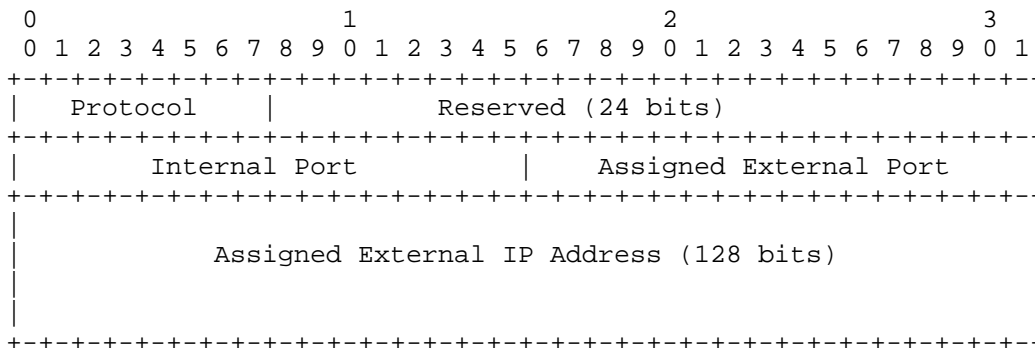 0                   1                   2                   3
0 1 2 3 4 5 6 7 8 9 0 1 2 3 4 5 6 7 8 9 0 1 2 3 4 5 6 7 8 9 0 1
+-+-+-+-+-+-+-+-+-+-+-+-+-+-+-+-+-+-+-+-+-+-+-+-+-+-+-+-+-+-+-+-
|   Protocol    |          Reserved (24 bits)
+-+-+-+-+-+-+-+-+-+-+-+-+-+-+-+-+-+-+-+-+-+-+-+-+-+-+-+-+-+-+-+-
|        Internal Port          |    Assigned External Port
+-+-+-+-+-+-+-+-+-+-+-+-+-+-+-+-+-+-+-+-+-+-+-+-+-+-+-+-+-+-+-+-
|
|            Assigned External IP Address (128 bits)
|
|
+-+-+-+-+-+-+-+-+-+-+-+-+-+-+-+-+-+-+-+-+-+-+-+-+-+-+-+-+-+-+-+-